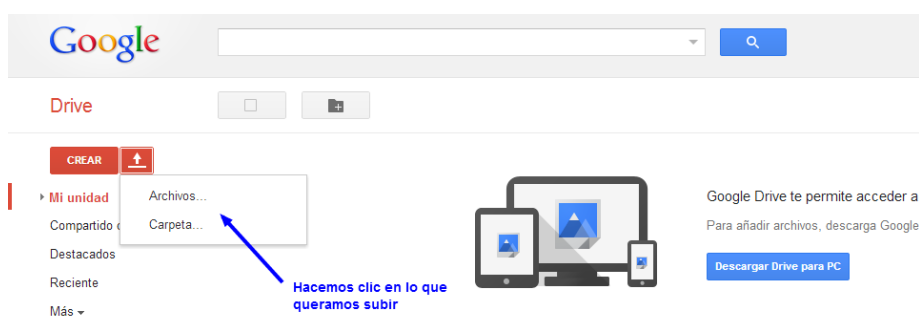 Google
Drive
CREAR
Mi unidad
Archivos...
Compartido
Carpeta...
Destacados
Reciente
Más
Hacemos clic en lo que
queramos subir
Google Drive te permite acceder a
Para añadir archivos, descarga Google
Descargar Drive para PC